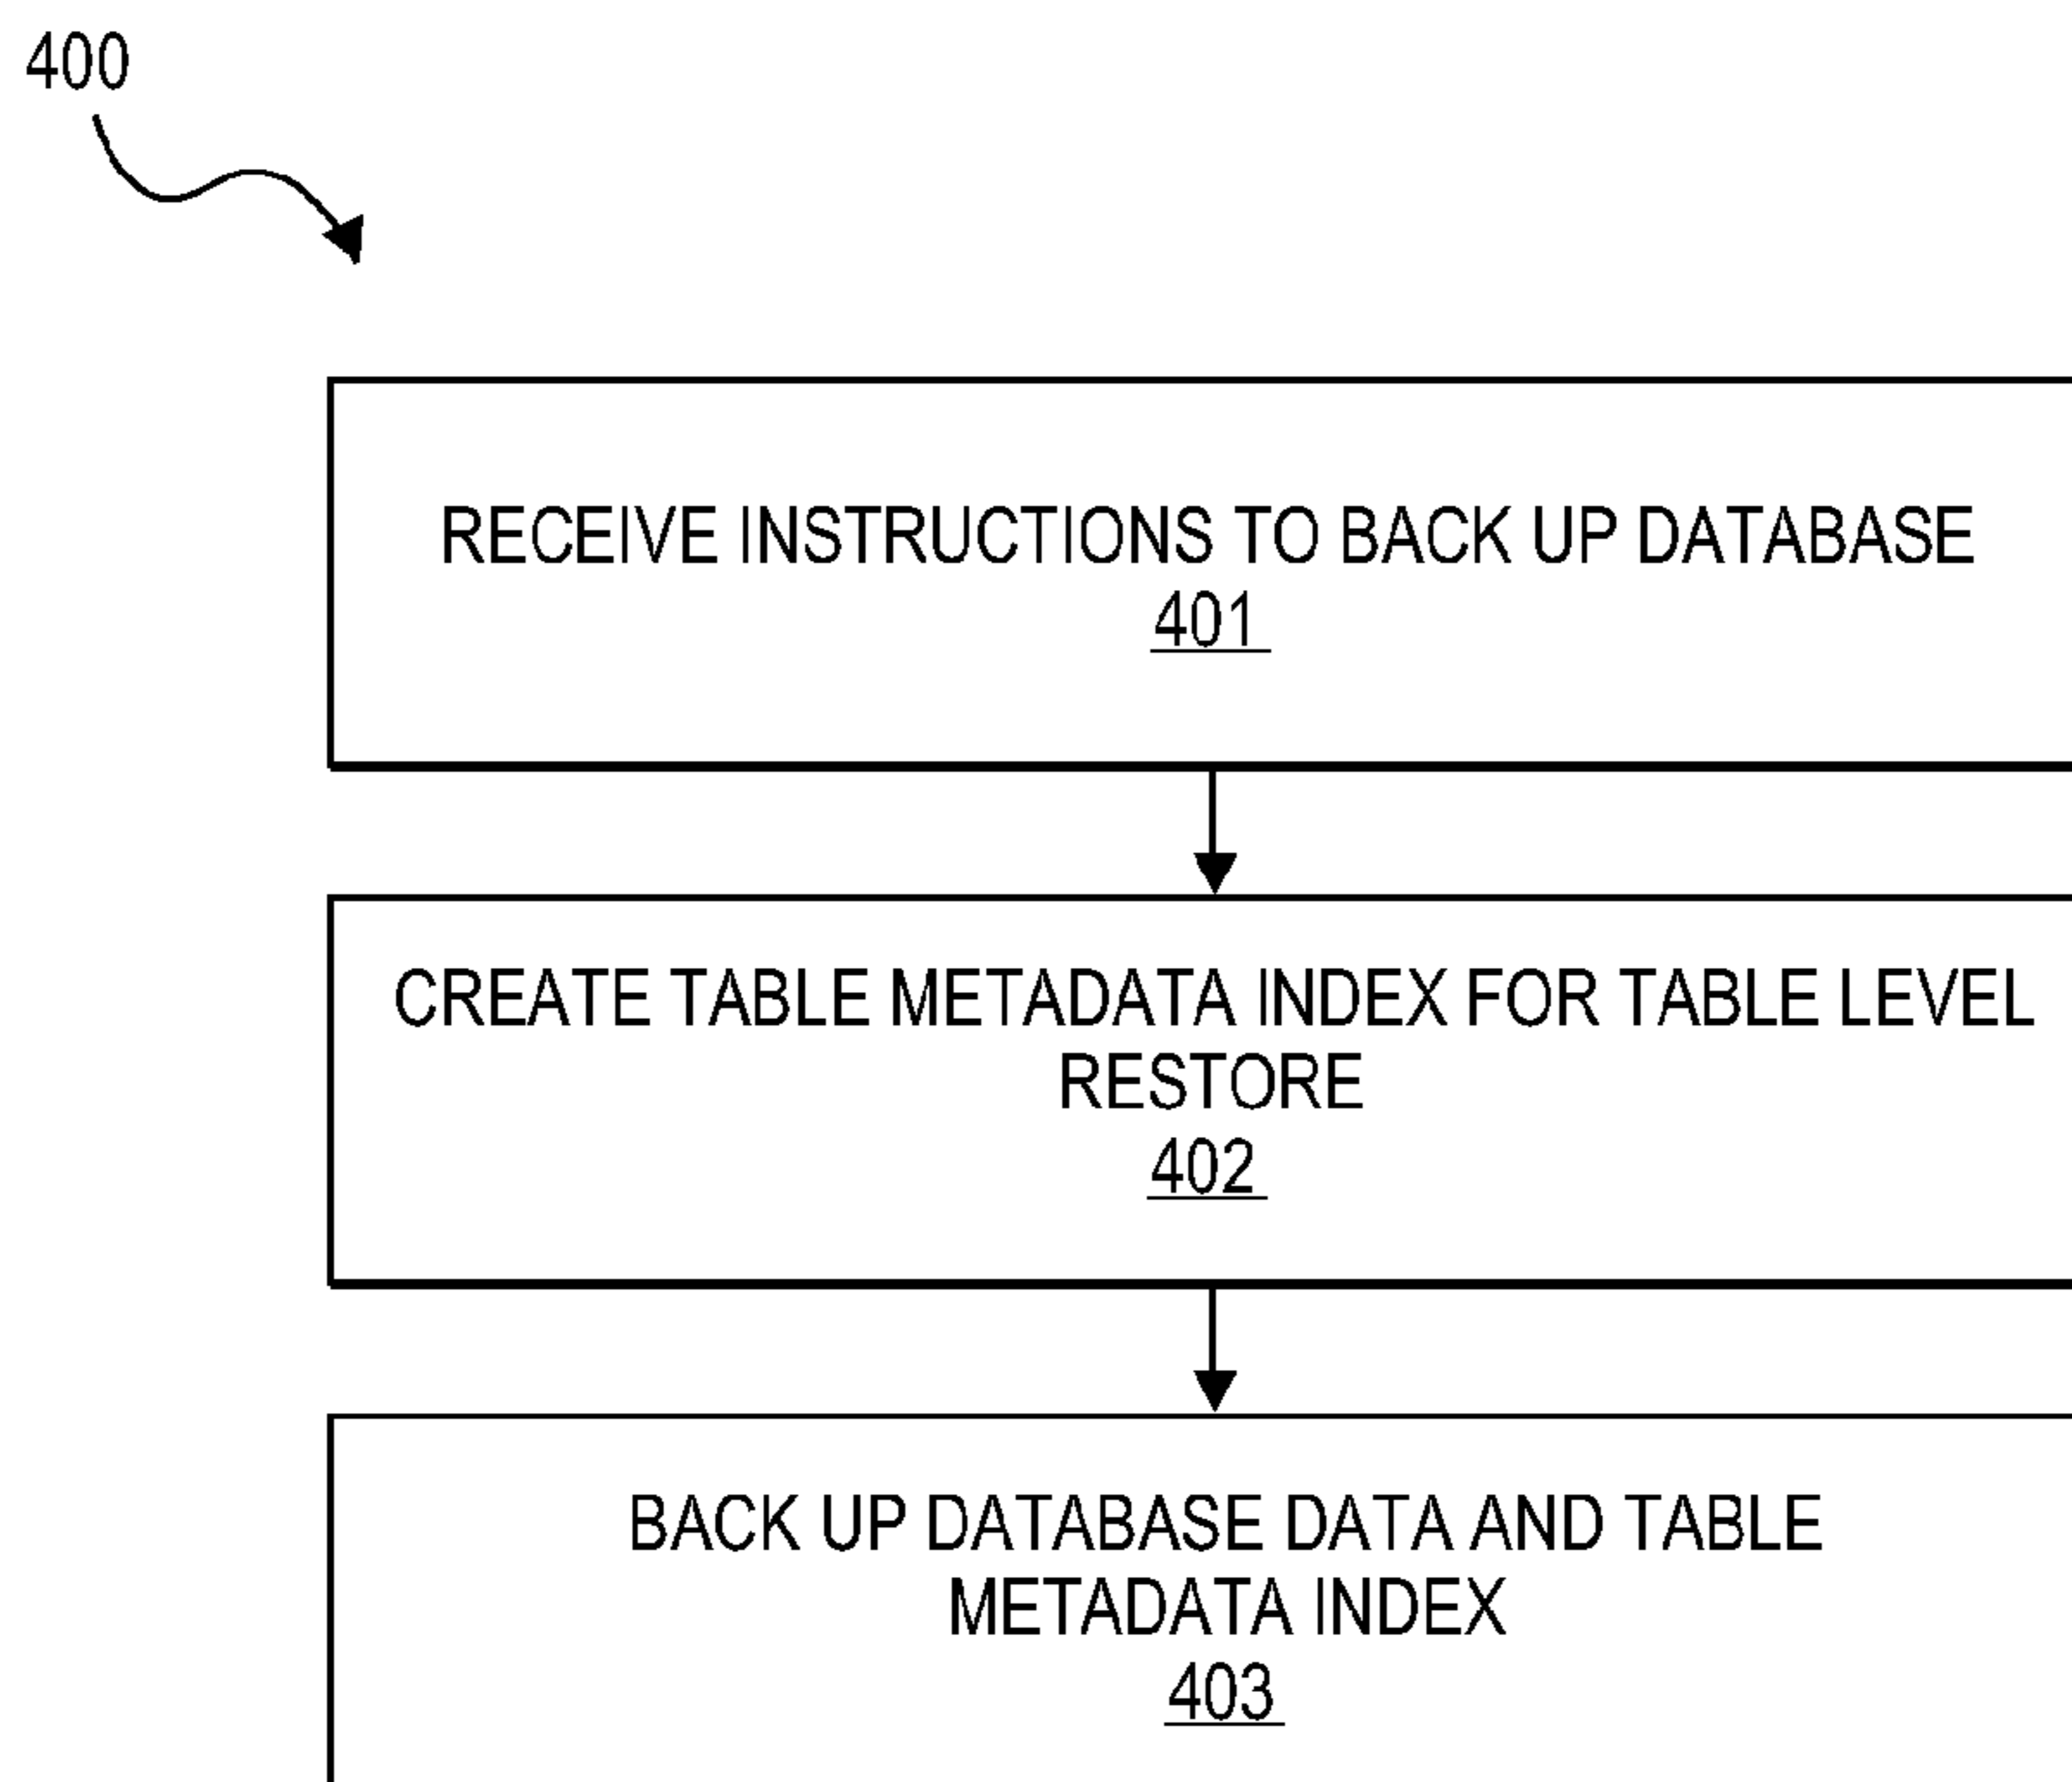 400
RECEIVE INSTRUCTIONS TO BACK UP DATABASE
401
CREATE TABLE METADATA INDEX FOR TABLE LEVEL
RESTORE
402
BACK UP DATABASE DATA AND TABLE
METADATA INDEX
403